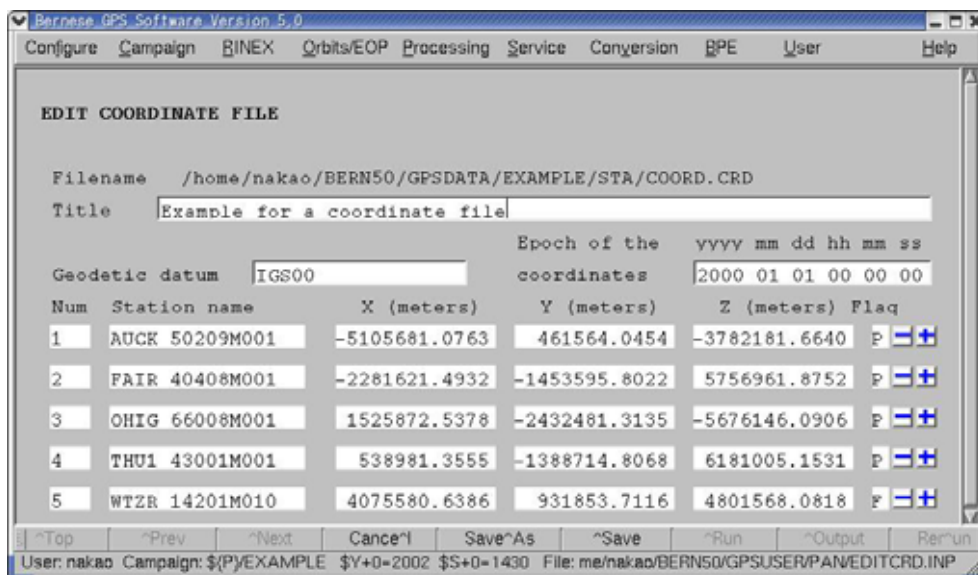 Bernese GPS Software Version 5.0
Configure Campaign RINEX Orbits/EOP Processing Service Conversion BPE User Help
EDIT COORDINATE FILE
Filename /home/nakao/BERN50/GPSDATA/EXAMPLE/STA/COORD.CRD
Title Example for a coordinate file
Epoch of the yyyy mm dd hh mm ss
Geodetic datum IGS00 coordinates 2000 01 01 00 00 00
Num Station name X (meters) Y (meters) Z (meters) Flag
1 AUCK 50209M001 -5105681.0763 461564.0454 -3782181.6640 P - +
2 FAIR 40408M001 -2281621.4932 -1453595.8022 5756961.8752 P - +
3 OHIG 66008M001 1525872.5378 -2432481.3135 -5676146.0906 P - +
4 THU1 43001M001 538981.3555 -1388714.8068 6181005.1531 P - +
5 WTZR 14201M010 4075580.6386 931853.7116 4801568.0818 F - +
^Top ^Prev ^Next Cance^l Save^As ^Save ^Run ^Output Rer^un
User: nakao Campaign: ${P}/EXAMPLE $Y+0=2002 $S+0=1430 File: me/nakao/BERN50/GPSUSER/PAN/EDITCRD.INP